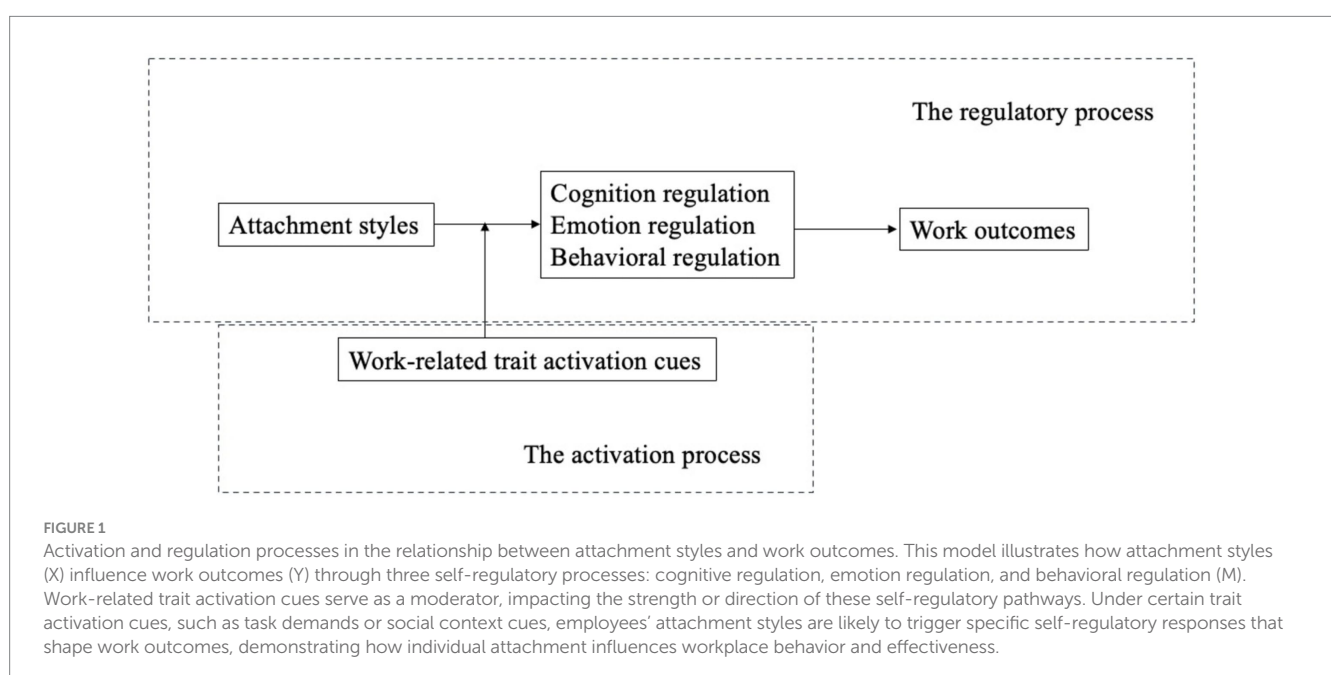 The regulatory process
Cognition regulation
Attachment styles
Emotion regulation
Work outcomes
Behavioral regulation
Work-related trait activation cues
The activation process
FIGURE 1
Activation and regulation processes in the relationship between attachment styles and work outcomes. This model illustrates how attachment styles
(X) influence work outcomes (Y) through three self-regulatory processes: cognitive regulation, emotion regulation, and behavioral regulation (M).
Work-related trait activation cues serve as a moderator, impacting the strength or direction of these self-regulatory pathways. Under certain trait
activation cues, such as task demands or social context cues, employees’ attachment styles are likely to trigger specific self-regulatory responses that
shape work outcomes, demonstrating how individual attachment influences workplace behavior and effectiveness.